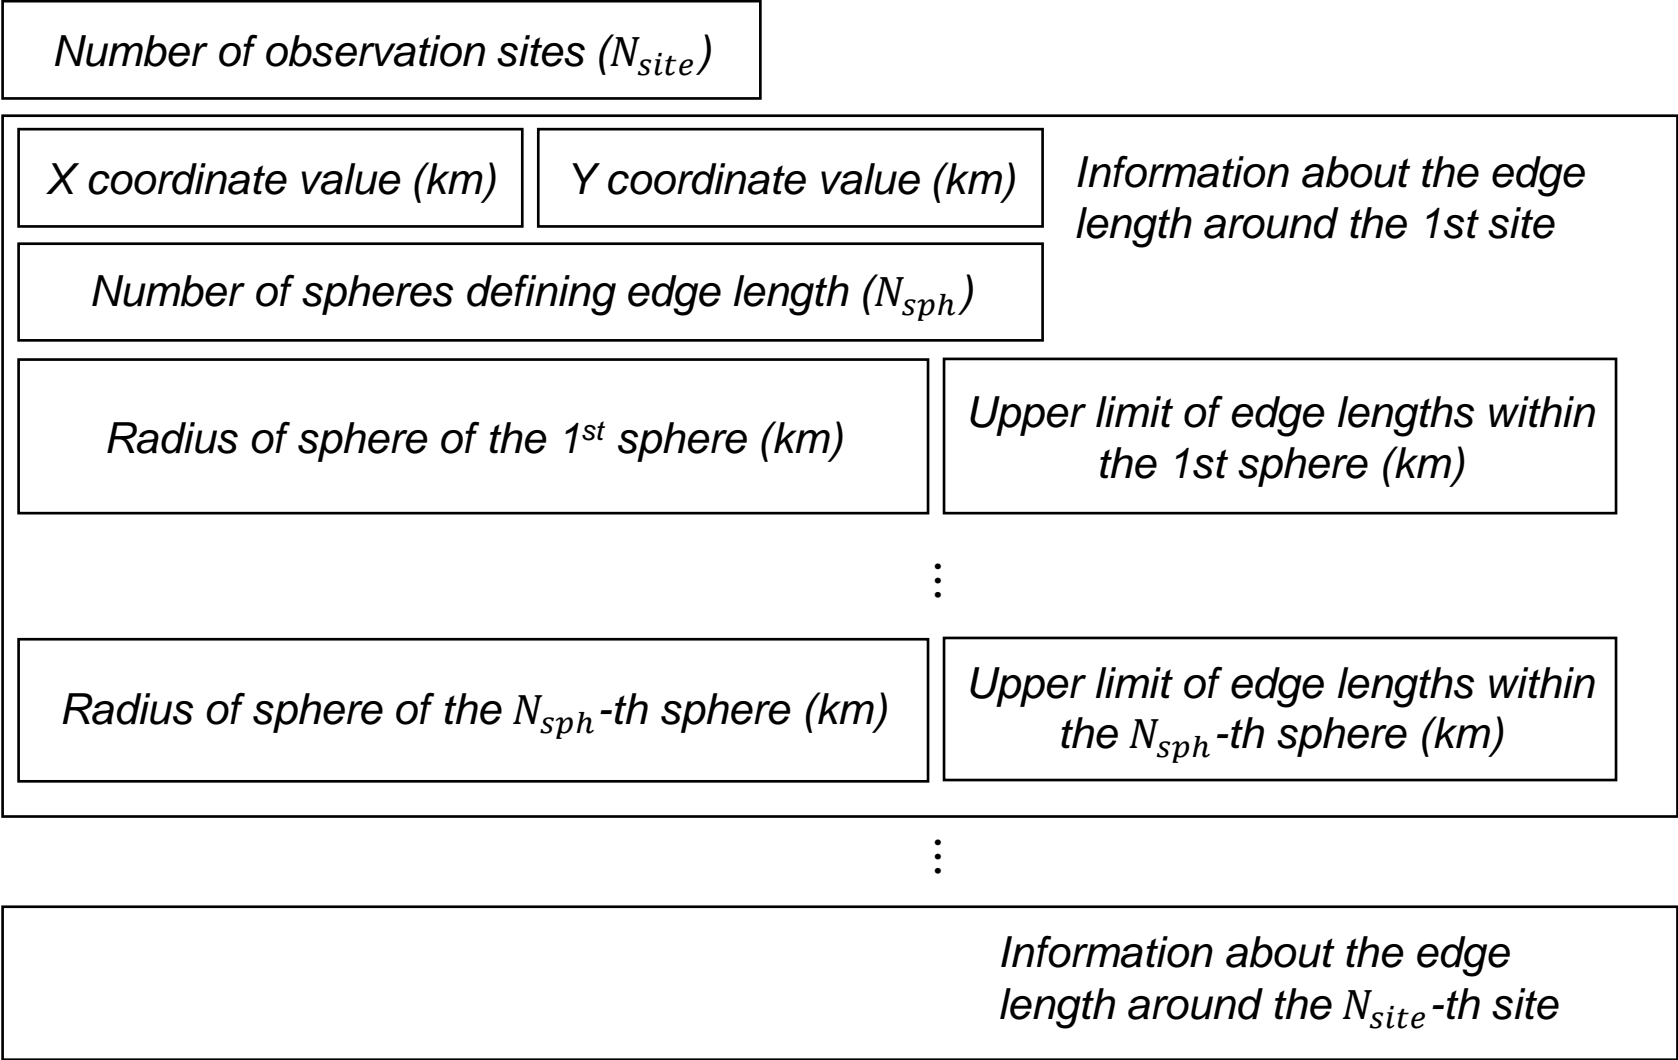 Number of observation sites (N_site)
X coordinate value (km)
Y coordinate value (km)
Information about the edge
length around the 1st site
Number of spheres defining edge length (N_sph)
Radius of sphere of the 1st sphere (km)
Upper limit of edge lengths within
the 1st sphere (km)
⋮
Radius of sphere of the N_sph-th sphere (km)
Upper limit of edge lengths within
the N_sph-th sphere (km)
⋮
Information about the edge
length around the N_site-th site